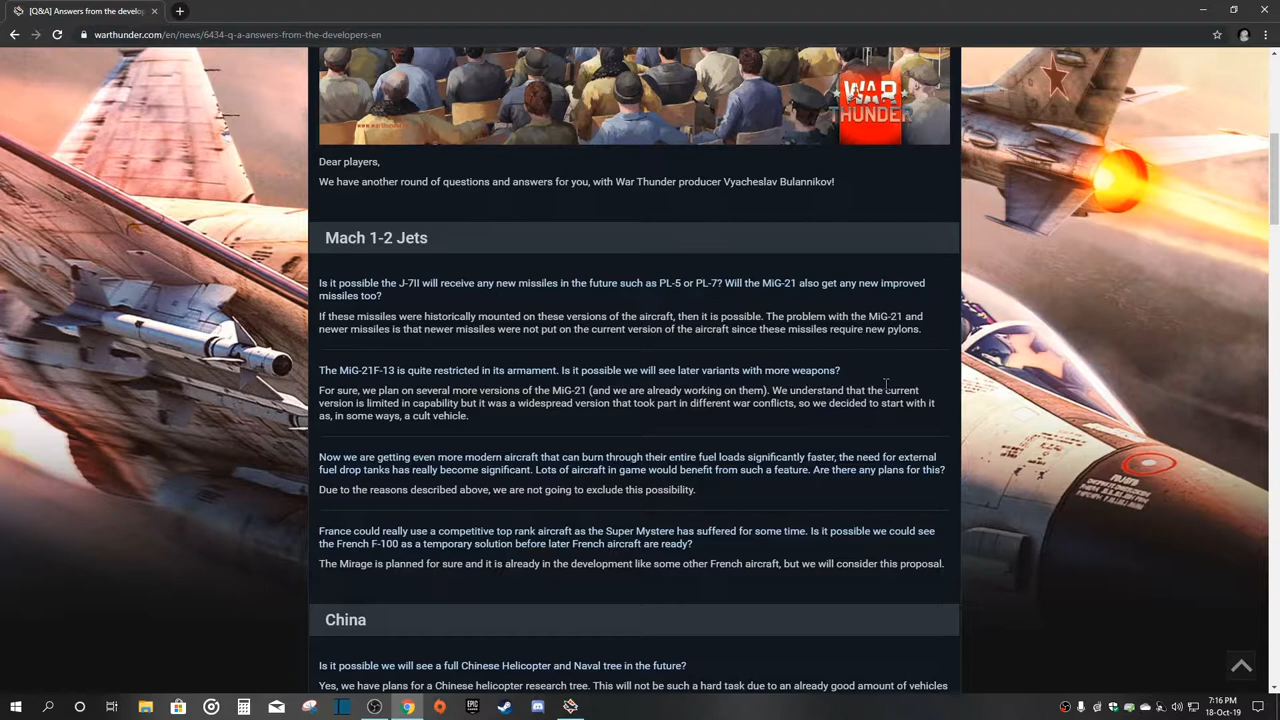 [Q&A] Answers from the develop
warthunder.com/en/news/6434-q-a-answers-from-the-developers-en
WAR
THUNDER
Dear players,
We have another round of questions and answers for you, with War Thunder producer Vyacheslav Bulannikov!
Mach 1-2 Jets
Is it possible the J-7II will receive any new missiles in the future such as PL-5 or PL-7? Will the MiG-21 also get any new improved
missiles too?
If these missiles were historically mounted on these versions of the aircraft, then it is possible. The problem with the MiG-21 and
newer missiles is that newer missiles were not put on the current version of the aircraft since these missiles require new pylons.
The MiG-21F-13 is quite restricted in its armament. Is it possible we will see later variants with more weapons?
For sure, we plan on several more versions of the MiG-21 (and we are already working on them). We understand that the current
version is limited in capability but it was a widespread version that took part in different war conflicts, so we decided to start with it
as, in some ways, a cult vehicle.
Now we are getting even more modern aircraft that can burn through their entire fuel loads significantly faster, the need for external
fuel drop tanks has really become significant. Lots of aircraft in game would benefit from such a feature. Are there any plans for this?
Due to the reasons described above, we are not going to exclude this possibility.
France could really use a competitive top rank aircraft as the Super Mystere has suffered for some time. Is it possible we could see
the French F-100 as a temporary solution before later French aircraft are ready?
The Mirage is planned for sure and it is already in the development like some other French aircraft, but we will consider this proposal.
China
Is it possible we will see a full Chinese Helicopter and Naval tree in the future?
Yes, we have plans for a Chinese helicopter research tree. This will not be such a hard task due to an already good amount of vehicles
7:16 PM
18-Oct-19